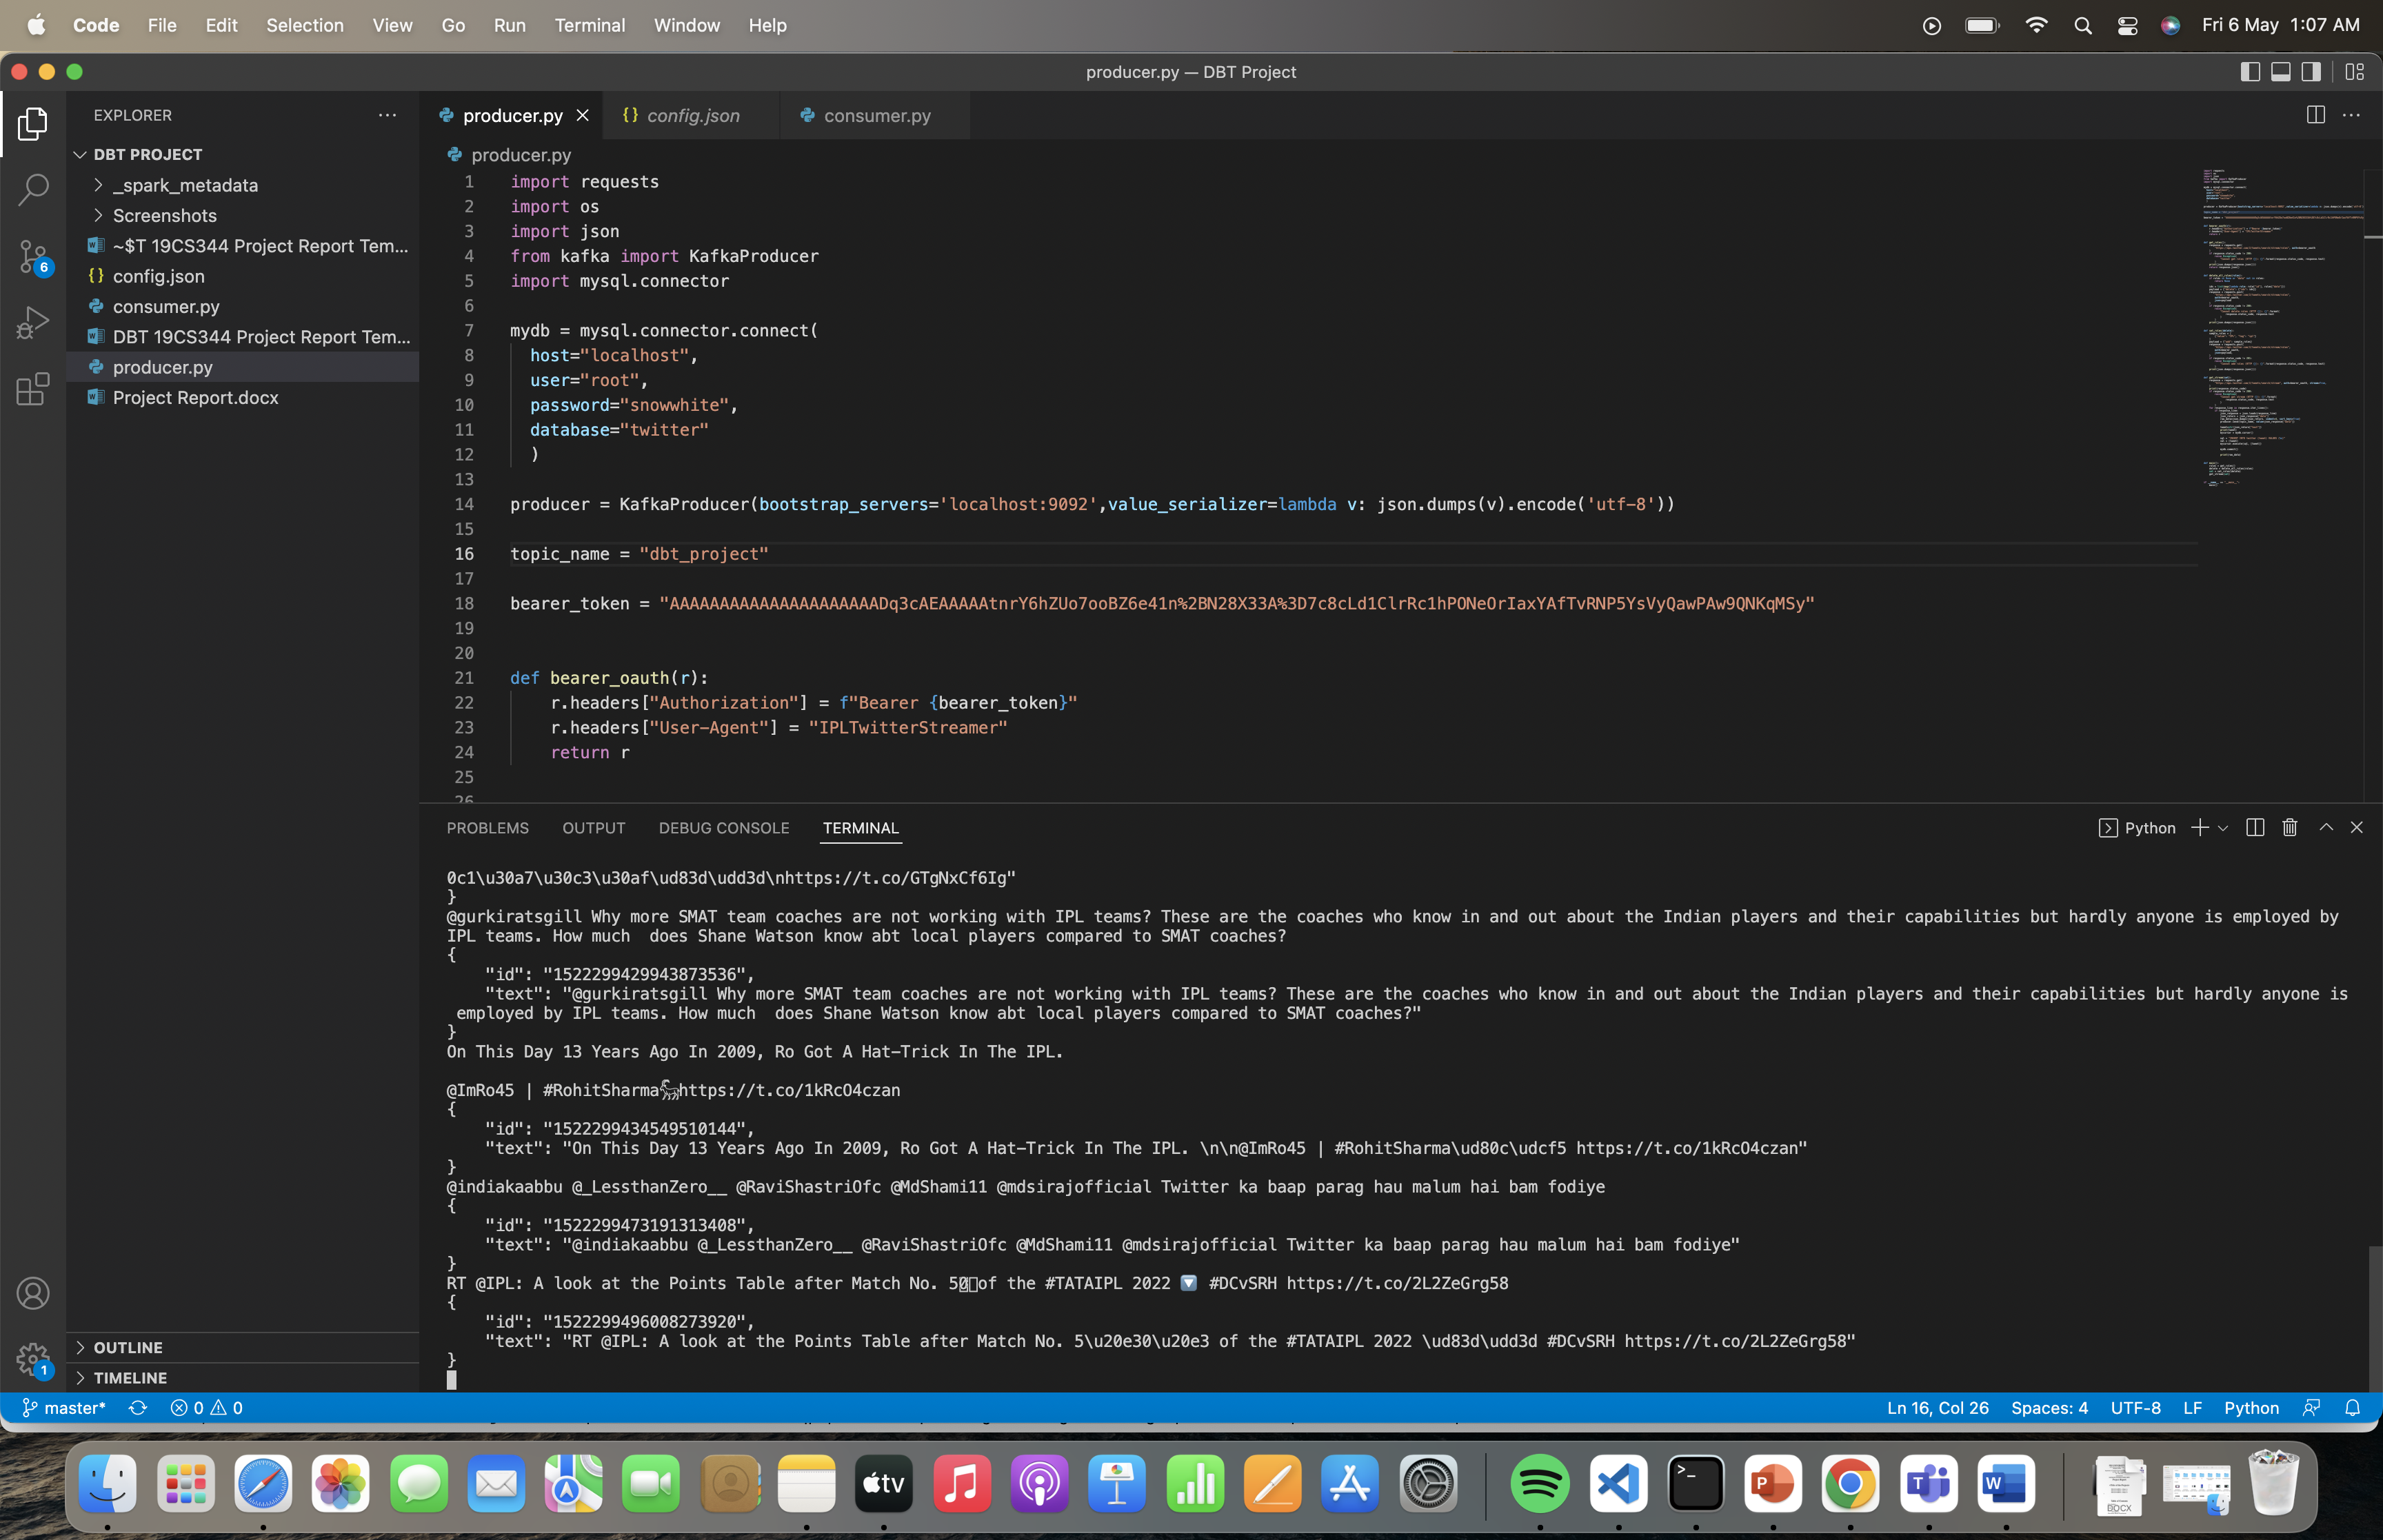 Code File Edit Selection View Go Run Terminal Window Help Fri 6 May 1:07 AM
producer.py — DBT Project
EXPLORER
DBT PROJECT
_spark_metadata
Screenshots
~$T 19CS344 Project Report Tem...
config.json
consumer.py
DBT 19CS344 Project Report Tem...
producer.py
Project Report.docx
OUTLINE
TIMELINE
6
1
producer.py config.json consumer.py
producer.py
1 import requests
2 import os
3 import json
4 from kafka import KafkaProducer
5 import mysql.connector
6
7 mydb = mysql.connector.connect(
8 host="localhost",
9 user="root",
10 password="snowwhite",
11 database="twitter"
12 )
13
14 producer = KafkaProducer(bootstrap_servers='localhost:9092',value_serializer=lambda v: json.dumps(v).encode('utf-8'))
15
16 topic_name = "dbt_project"
17
18 bearer_token = "AAAAAAAAAAAAAAAAAAAAADq3cAEAAAAAtnrY6hZUo7ooBZ6e41n%2BN28X33A%3D7c8cLd1ClrRc1hPONeOrIaxYAfTvRNP5YsVyQawPAw9QNKqMSy"
19
20
21 def bearer_oauth(r):
22 r.headers["Authorization"] = f"Bearer {bearer_token}"
23 r.headers["User-Agent"] = "IPLTwitterStreamer"
24 return r
25
26
PROBLEMS OUTPUT DEBUG CONSOLE TERMINAL Python
0c1\u30a7\u30c3\u30af\ud83d\udd3d\nhttps://t.co/GTgNxCf6Ig"
}
@gurkiratsgill Why more SMAT team coaches are not working with IPL teams? These are the coaches who know in and out about the Indian players and their capabilities but hardly anyone is employed by
IPL teams. How much  does Shane Watson know abt local players compared to SMAT coaches?
{
"id": "1522299429943873536",
"text": "@gurkiratsgill Why more SMAT team coaches are not working with IPL teams? These are the coaches who know in and out about the Indian players and their capabilities but hardly anyone is
employed by IPL teams. How much  does Shane Watson know abt local players compared to SMAT coaches?"
}
On This Day 13 Years Ago In 2009, Ro Got A Hat-Trick In The IPL.
@ImRo45 | #RohitSharma𓃵https://t.co/1kRcO4czan
{
"id": "1522299434549510144",
"text": "On This Day 13 Years Ago In 2009, Ro Got A Hat-Trick In The IPL. \n\n@ImRo45 | #RohitSharma\ud80c\udcf5 https://t.co/1kRcO4czan"
}
@indiakaabbu @_LessthanZero__ @RaviShastriOfc @MdShami11 @mdsirajofficial Twitter ka baap parag hau malum hai bam fodiye
{
"id": "1522299473191313408",
"text": "@indiakaabbu @_LessthanZero__ @RaviShastriOfc @MdShami11 @mdsirajofficial Twitter ka baap parag hau malum hai bam fodiye"
}
RT @IPL: A look at the Points Table after Match No. 50 of the #TATAIPL 2022 🔽 #DCvSRH https://t.co/2L2ZeGrg58
{
"id": "1522299496008273920",
"text": "RT @IPL: A look at the Points Table after Match No. 5\u20e30\u20e3 of the #TATAIPL 2022 \ud83d\udd3d #DCvSRH https://t.co/2L2ZeGrg58"
}
master* 0 0 Ln 16, Col 26 Spaces: 4 UTF-8 LF Python
tv
DOCX